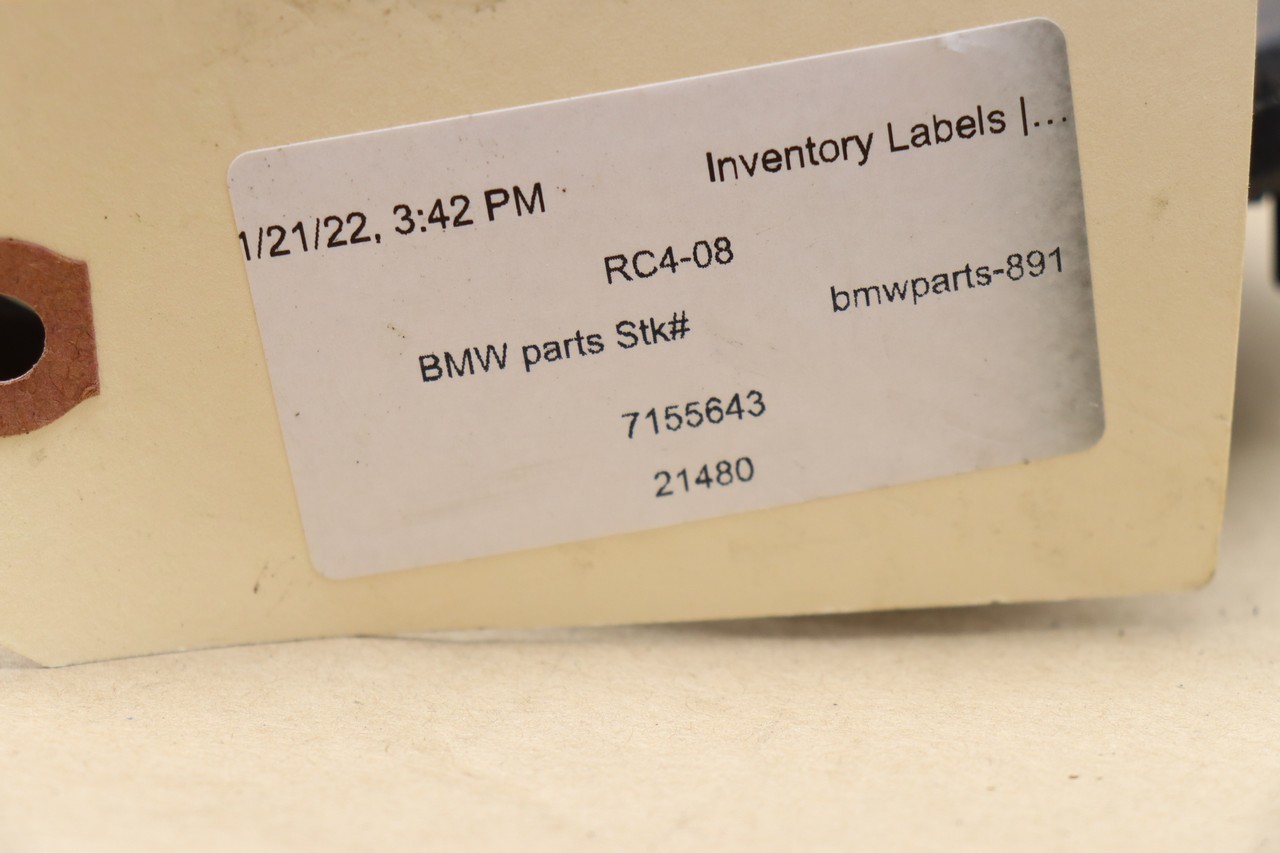 1/21/22, 3:42 PM Inventory Labels |...
RC4-08
BMW parts Stk# bmwparts-891
7155643
21480